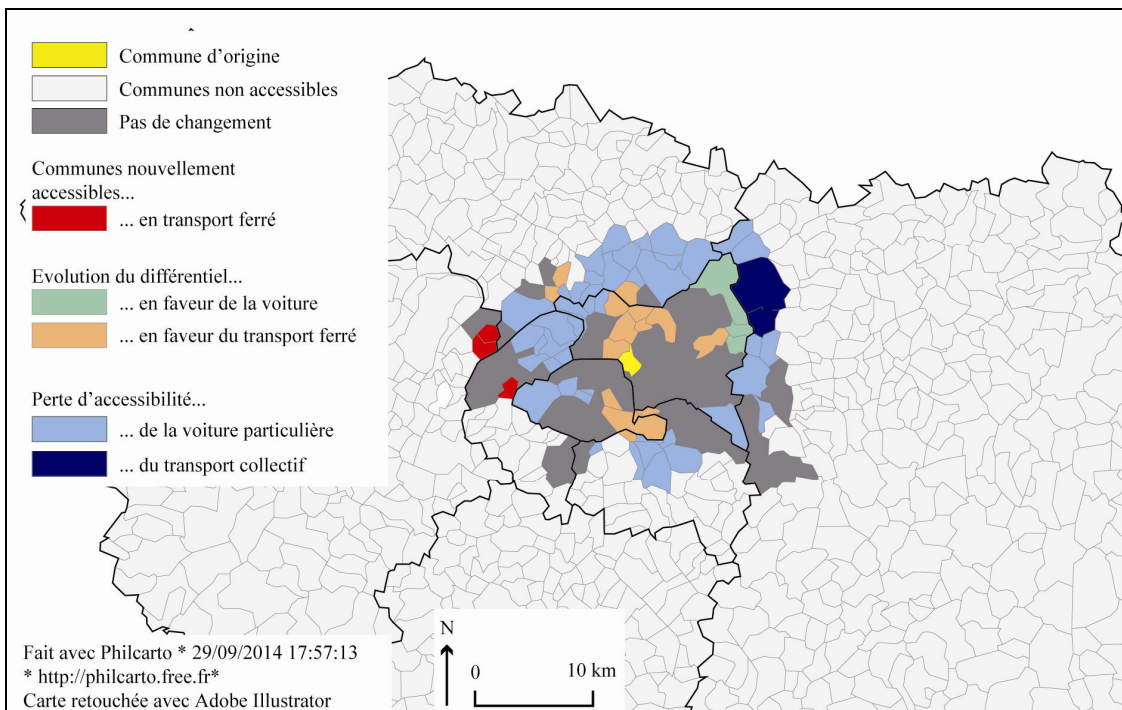 Commune d'origine
Communes non accessibles
Pas de changement
Communes nouvellement
accessibles...
... en transport ferré
Evolution du différentiel...
... en faveur de la voiture
... en faveur du transport ferré
Perte d'accessibilité...
... de la voiture particulière
... du transport collectif
Fait avec Philcarto * 29/09/2014 17:57:13
* http://philcarto.free.fr*
Carte retouchée avec Adobe Illustrator
N
0 10 km